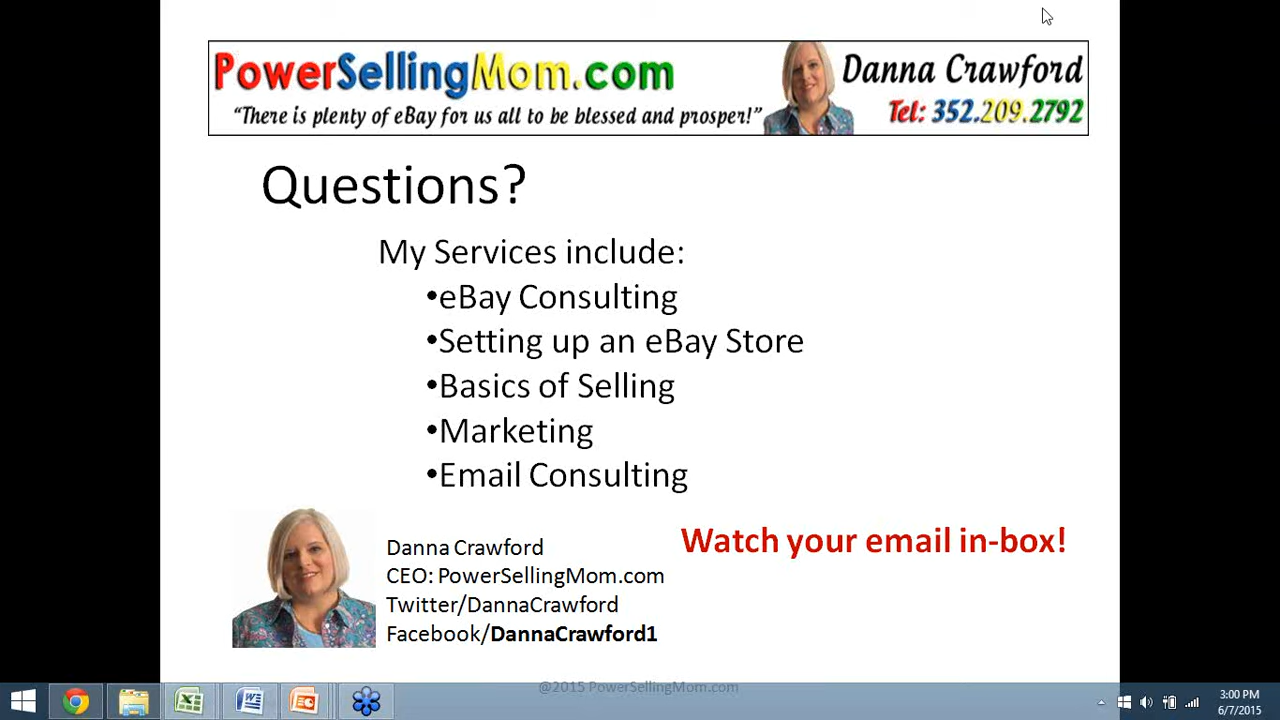 PowerSellingMom.com
Danna Crawford
“There is plenty of eBay for us all to be blessed and prosper!”
Tel: 352.209.2792
Questions?
My Services include:
•eBay Consulting
•Setting up an eBay Store
•Basics of Selling
•Marketing
•Email Consulting
Watch your email in-box!
Danna Crawford
CEO: PowerSellingMom.com
Twitter/DannaCrawford
Facebook/DannaCrawford1
@2015 PowerSellingMom.com
3:00 PM
6/7/2015